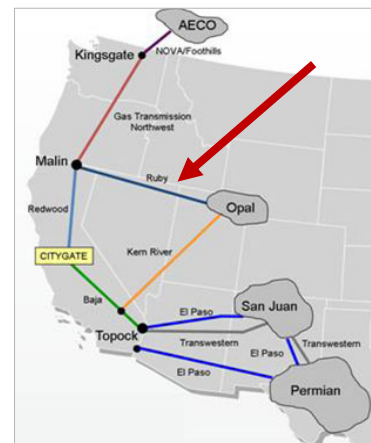 AECO
NOVA/Foothills
Kingsgate
Gas Transmission
Northwest
Malin
Ruby
Redwood
Opal
CITYGATE
Kern River
Baja
San Juan
El Paso
Topock
Transwestern
El Paso
Transwestern
El Paso
Permian